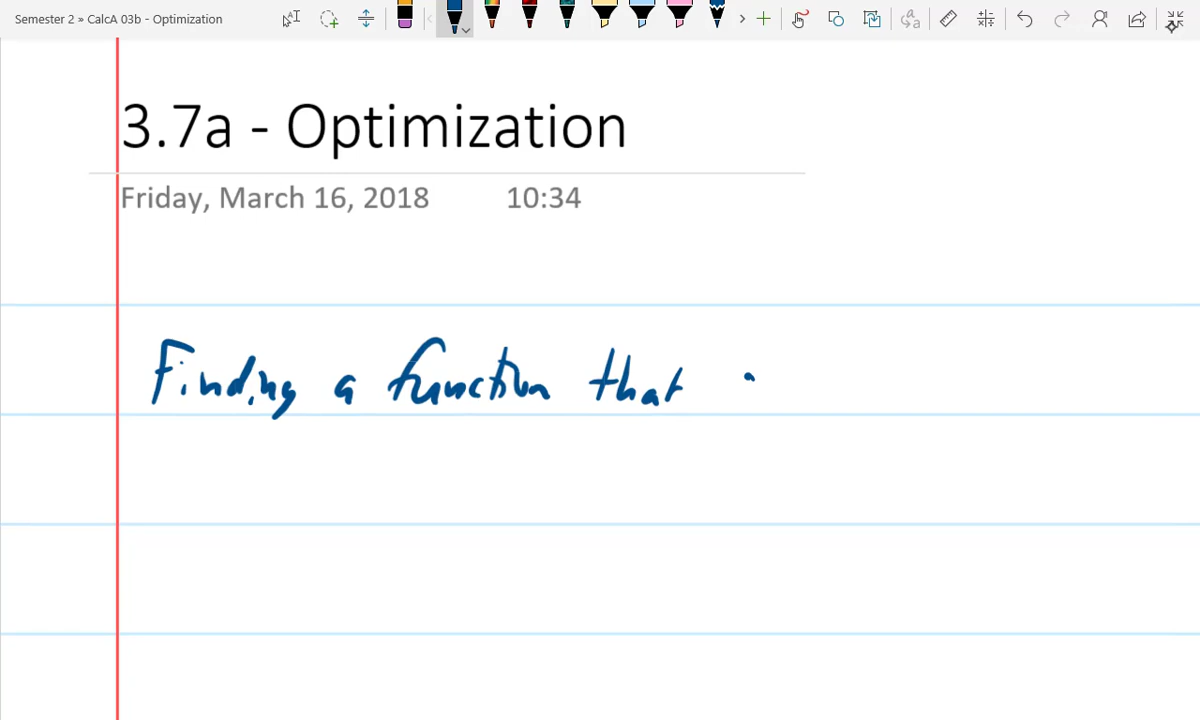 Semester 2 » CalcA 03b - Optimization
3.7a - Optimization
Friday, March 16, 2018 10:34
Finding a function that